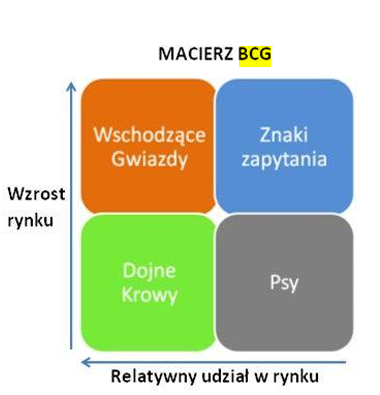 MACIERZ BCG
Wschodzące
Gwiazdy
Znaki
zapytania
Wzrost
rynku
Dojne
Krowy
Psy
Relatywny udział w rynku